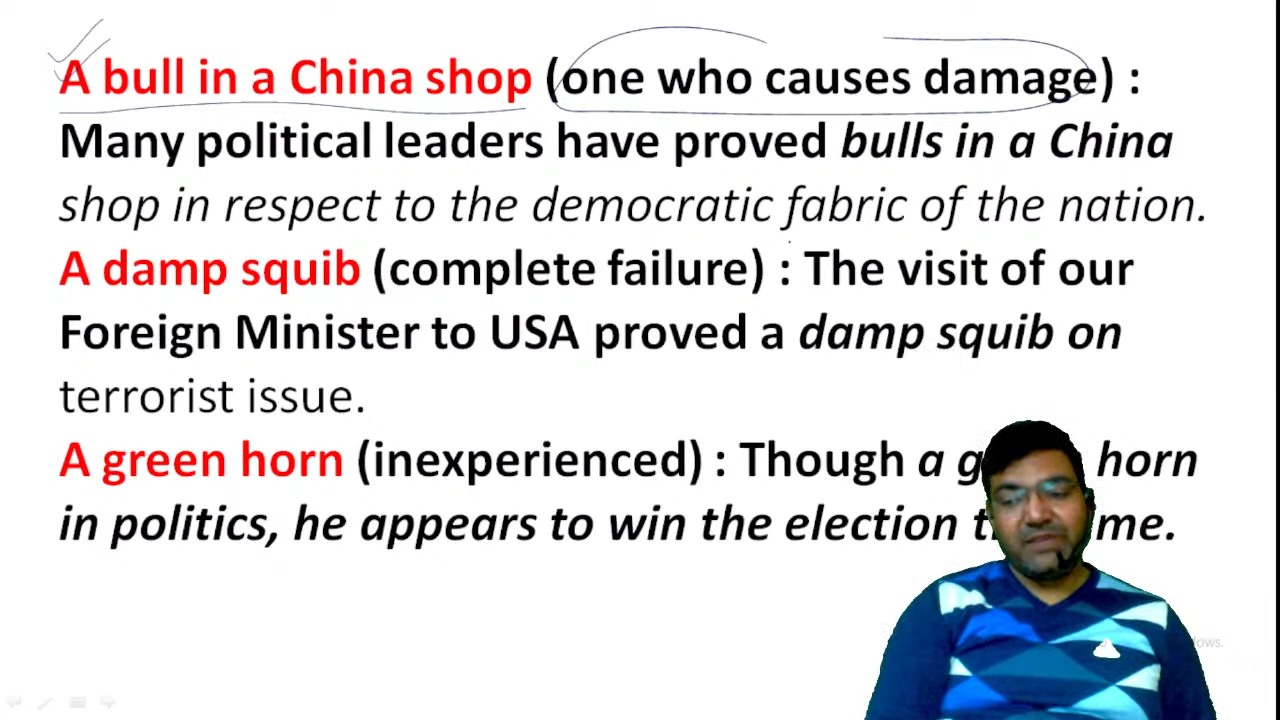 A bull in a China shop (one who causes damage) :
Many political leaders have proved bulls in a China
shop in respect to the democratic fabric of the nation.
A damp squib (complete failure) : The visit of our
Foreign Minister to USA proved a damp squib on
terrorist issue.
A green horn (inexperienced) : Though a horn
in politics, he appears to win the election